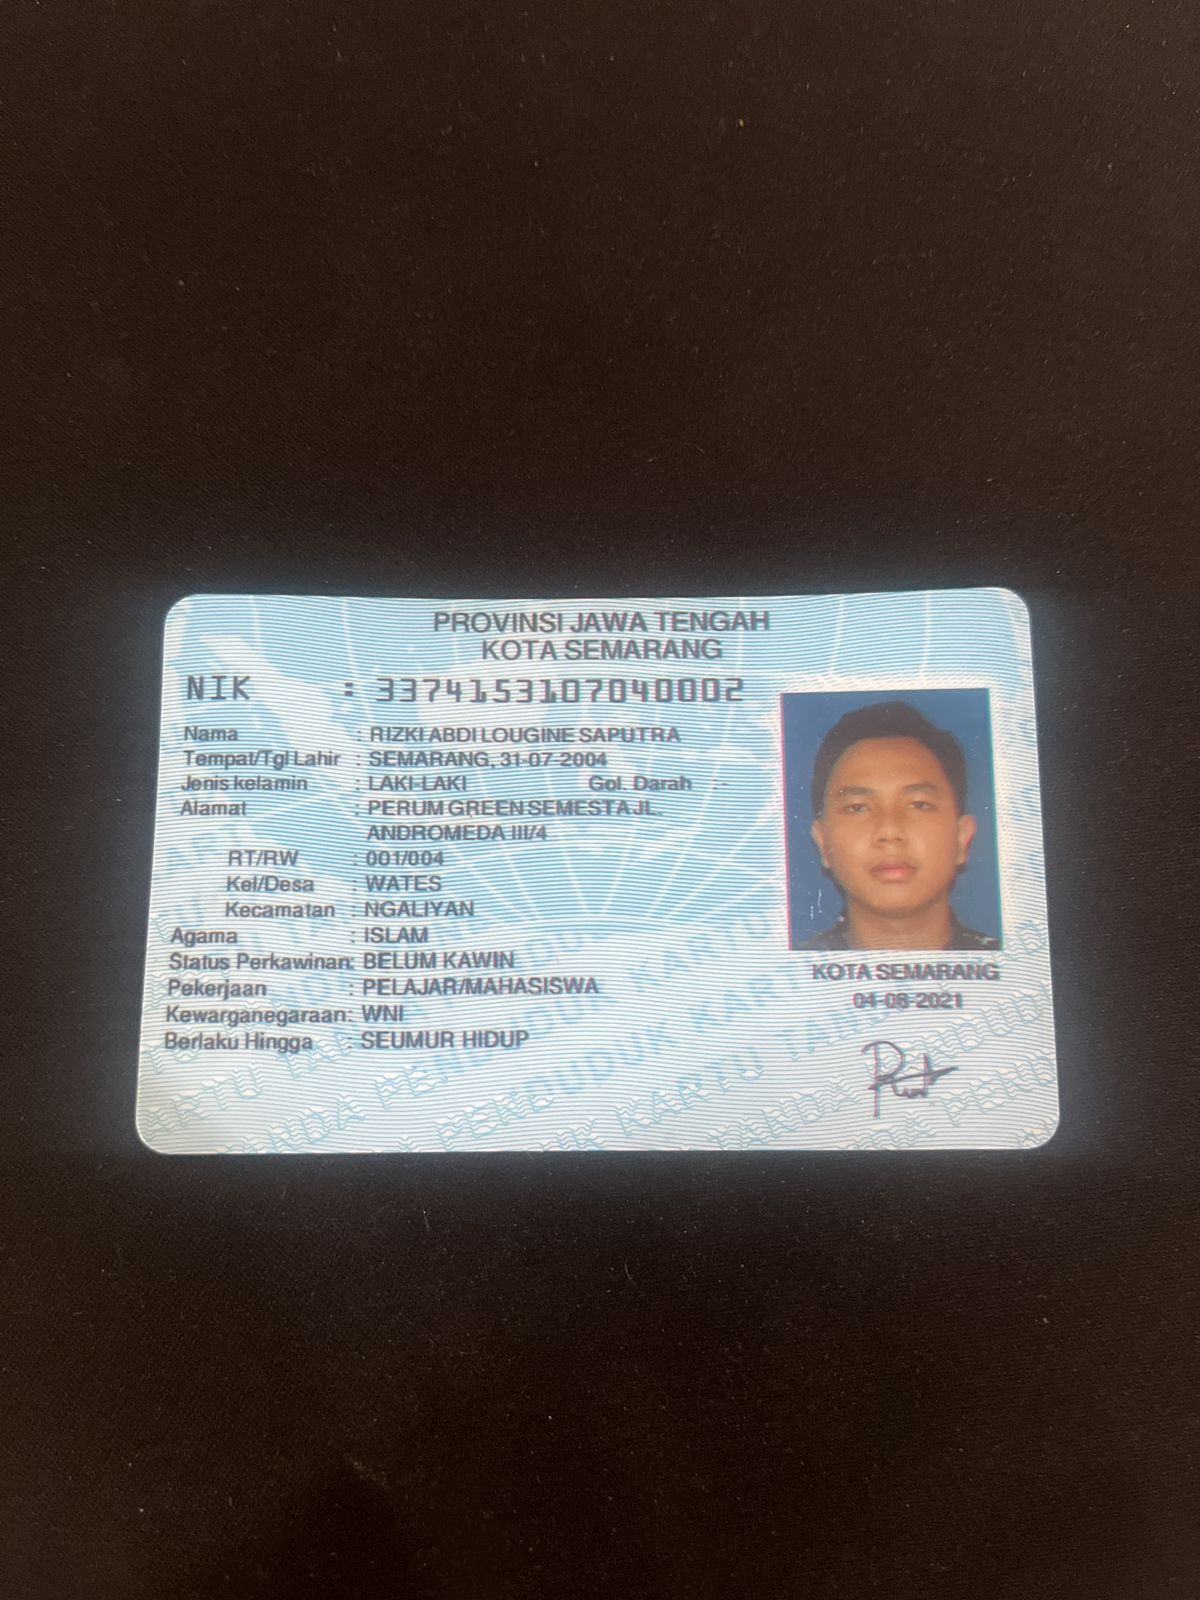 PROVINSI JAWA TENGAH
KOTA SEMARANG
NIK : 3374153107040002
Nama : RIZKI ABDI LOUGINE SAPUTRA
Tempat/Tgl Lahir : SEMARANG, 31-07-2004
Jenis kelamin : LAKI-LAKI Gol. Darah : -
Alamat : PERUM GREEN SEMESTA JL.
ANDROMEDA III/4
RT/RW : 001/004
Kel/Desa : WATES
Kecamatan : NGALIYAN
Agama : ISLAM
Status Perkawinan: BELUM KAWIN
Pekerjaan : PELAJAR/MAHASISWA
Kewarganegaraan: WNI
Berlaku Hingga : SEUMUR HIDUP
KOTA SEMARANG
04-08-2021